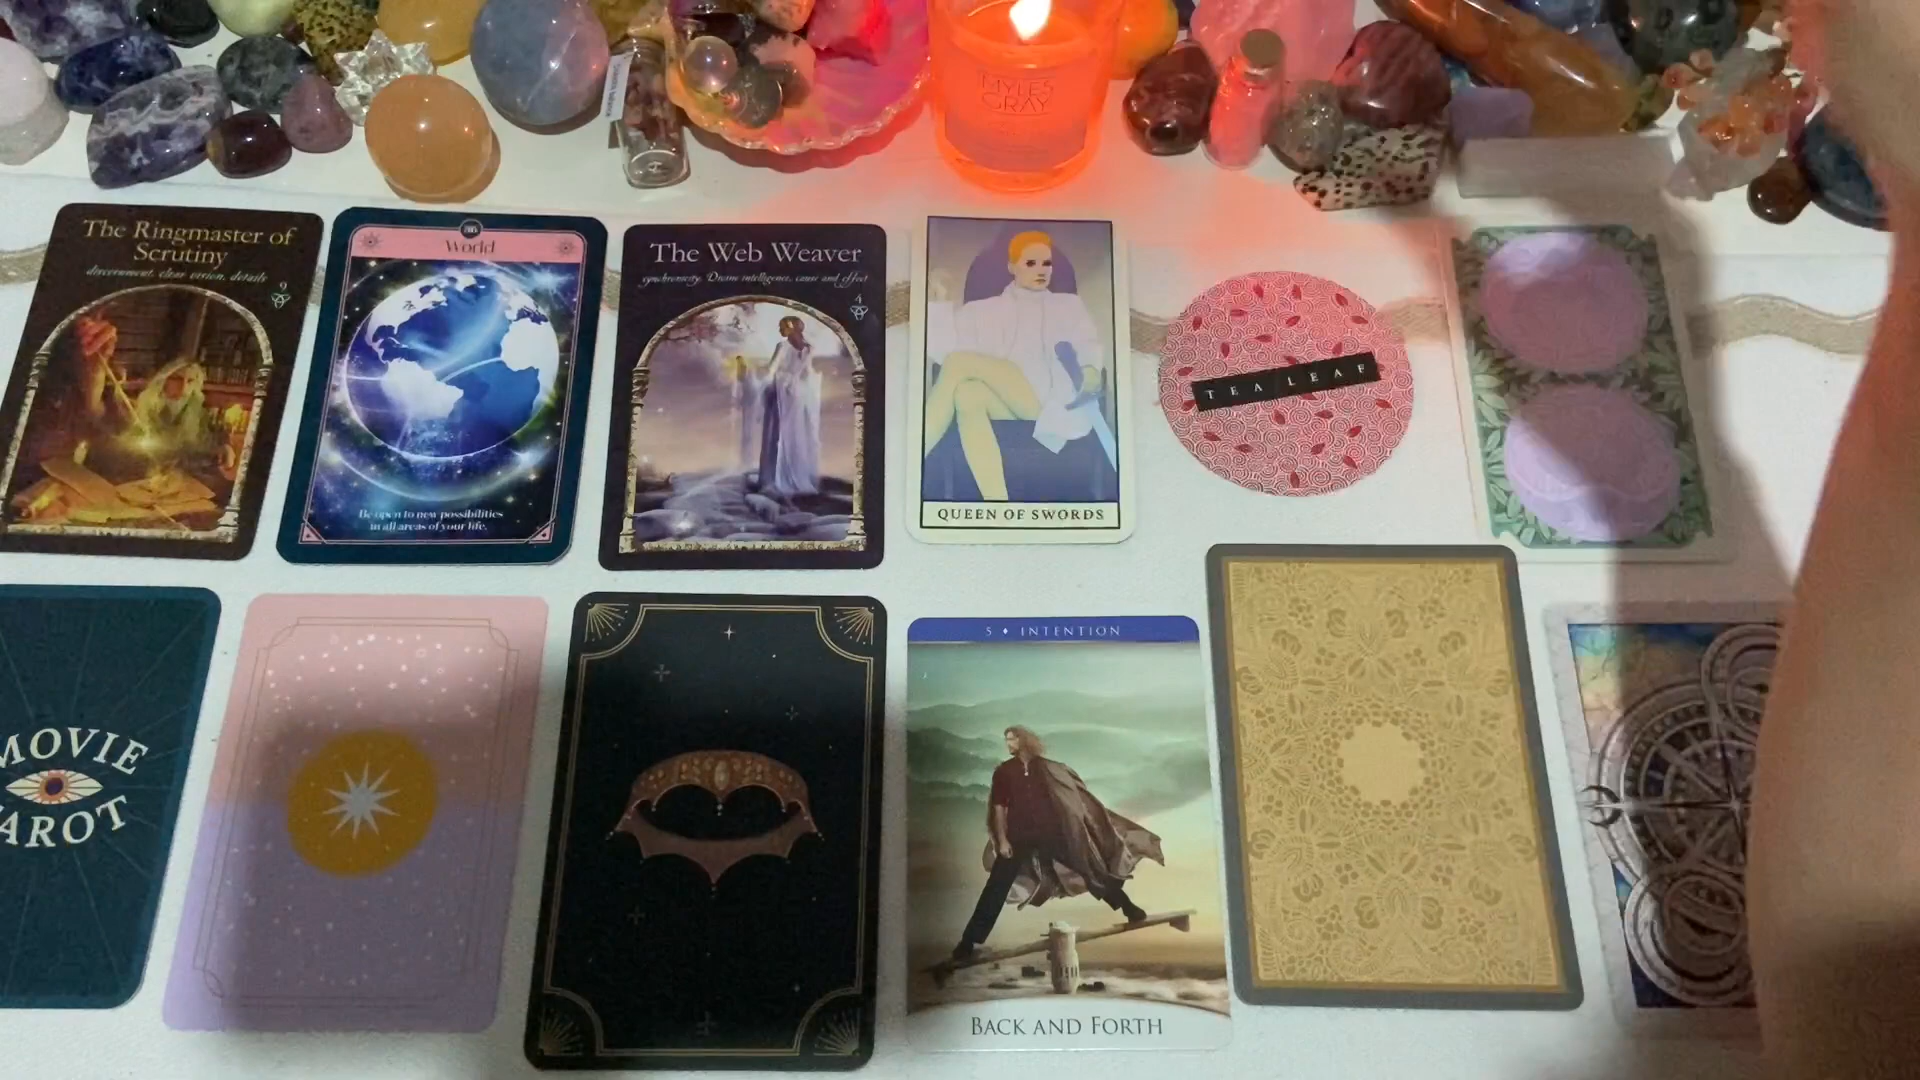 MYLES
GRAY
The Ringmaster of
Scrutiny
discernment, clear vision, details
9
World
Be open to new possibilities
in all areas of your life.
The Web Weaver
synchronicity, Divine intelligence, cause and effect
4
QUEEN OF SWORDS
TEA LEAF
MOVIE
TAROT
5 ♦ INTENTION
BACK AND FORTH